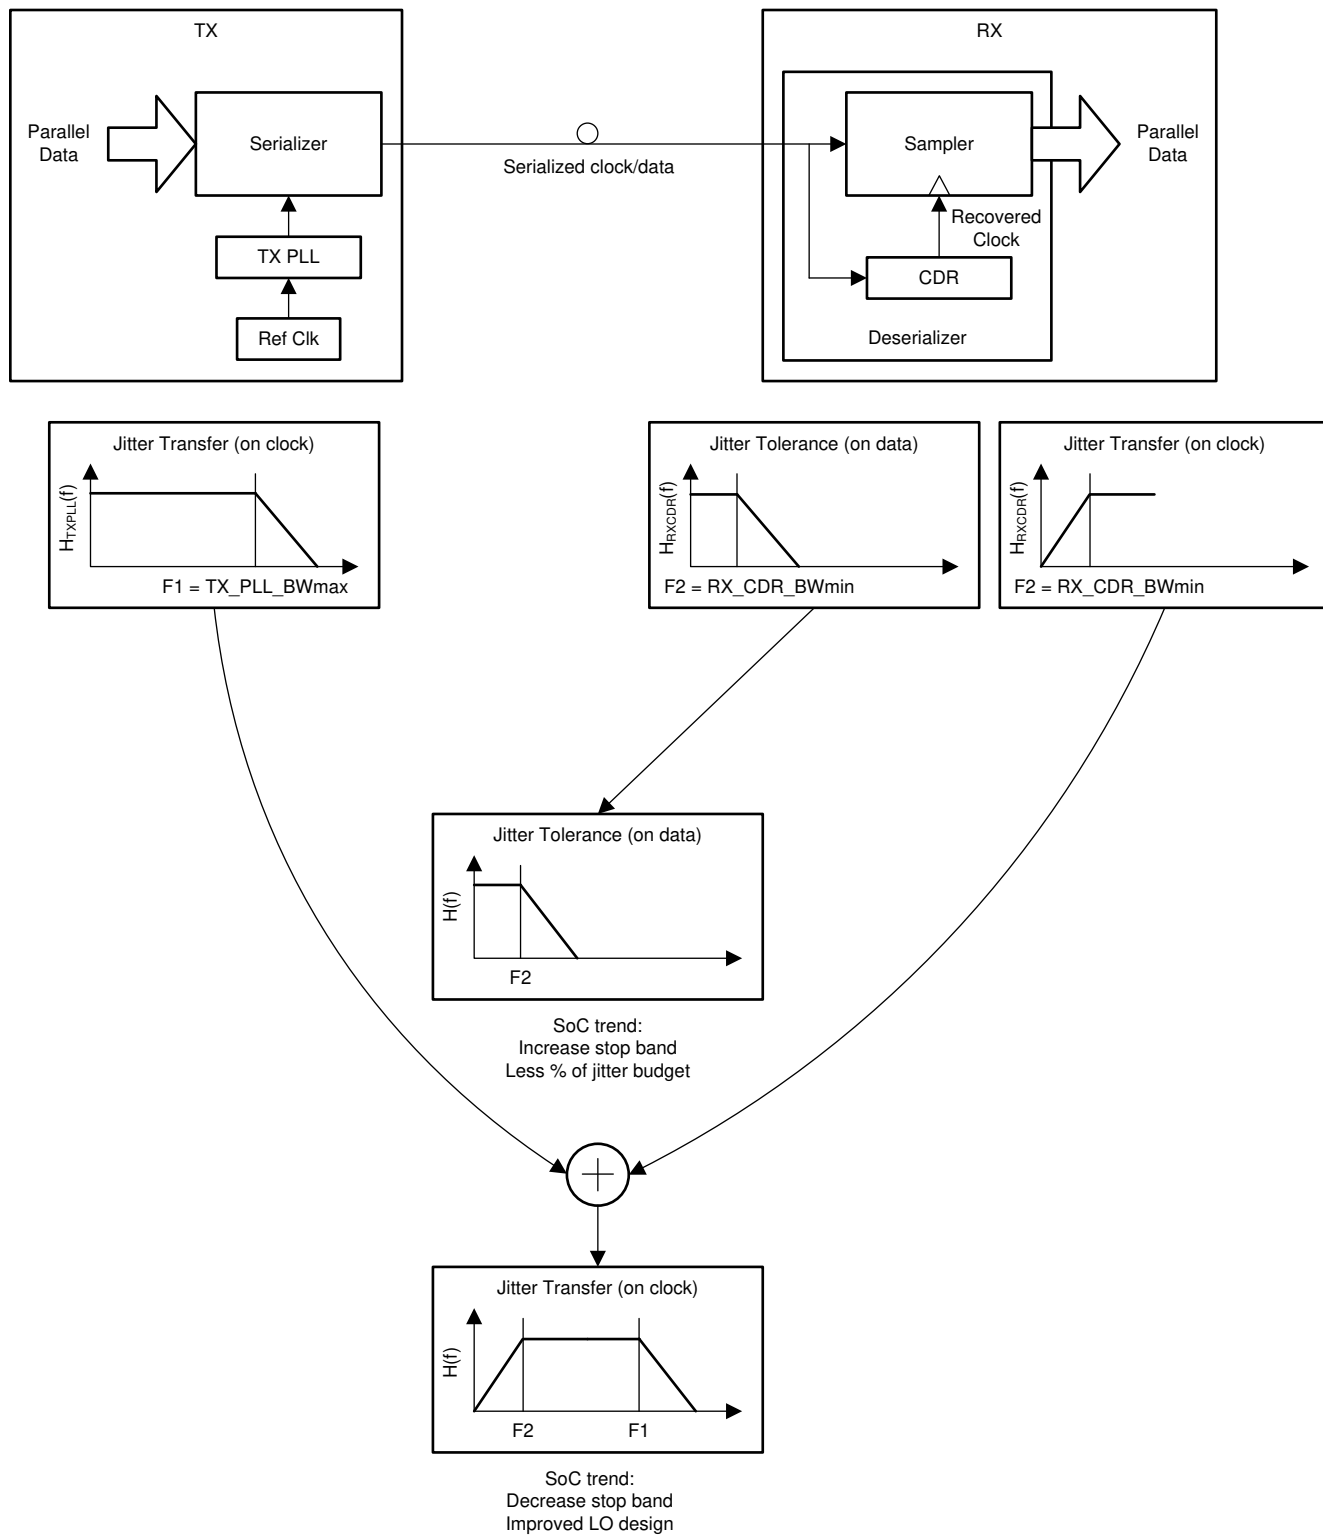 TX
RX
Parallel
Data
Serializer
Serialized clock/data
Sampler
Parallel
Data
Recovered
Clock
TX PLL
CDR
Ref Clk
Deserializer
Jitter Transfer (on clock)
HTXPLL(f)
F1 = TX_PLL_BWmax
Jitter Tolerance (on data)
HRXCDR(f)
F2 = RX_CDR_BWmin
Jitter Transfer (on clock)
HRXCDR(f)
F2 = RX_CDR_BWmin
Jitter Tolerance (on data)
H(f)
F2
SoC trend:
Increase stop band
Less % of jitter budget
Jitter Transfer (on clock)
H(f)
F2
F1
SoC trend:
Decrease stop band
Improved LO design